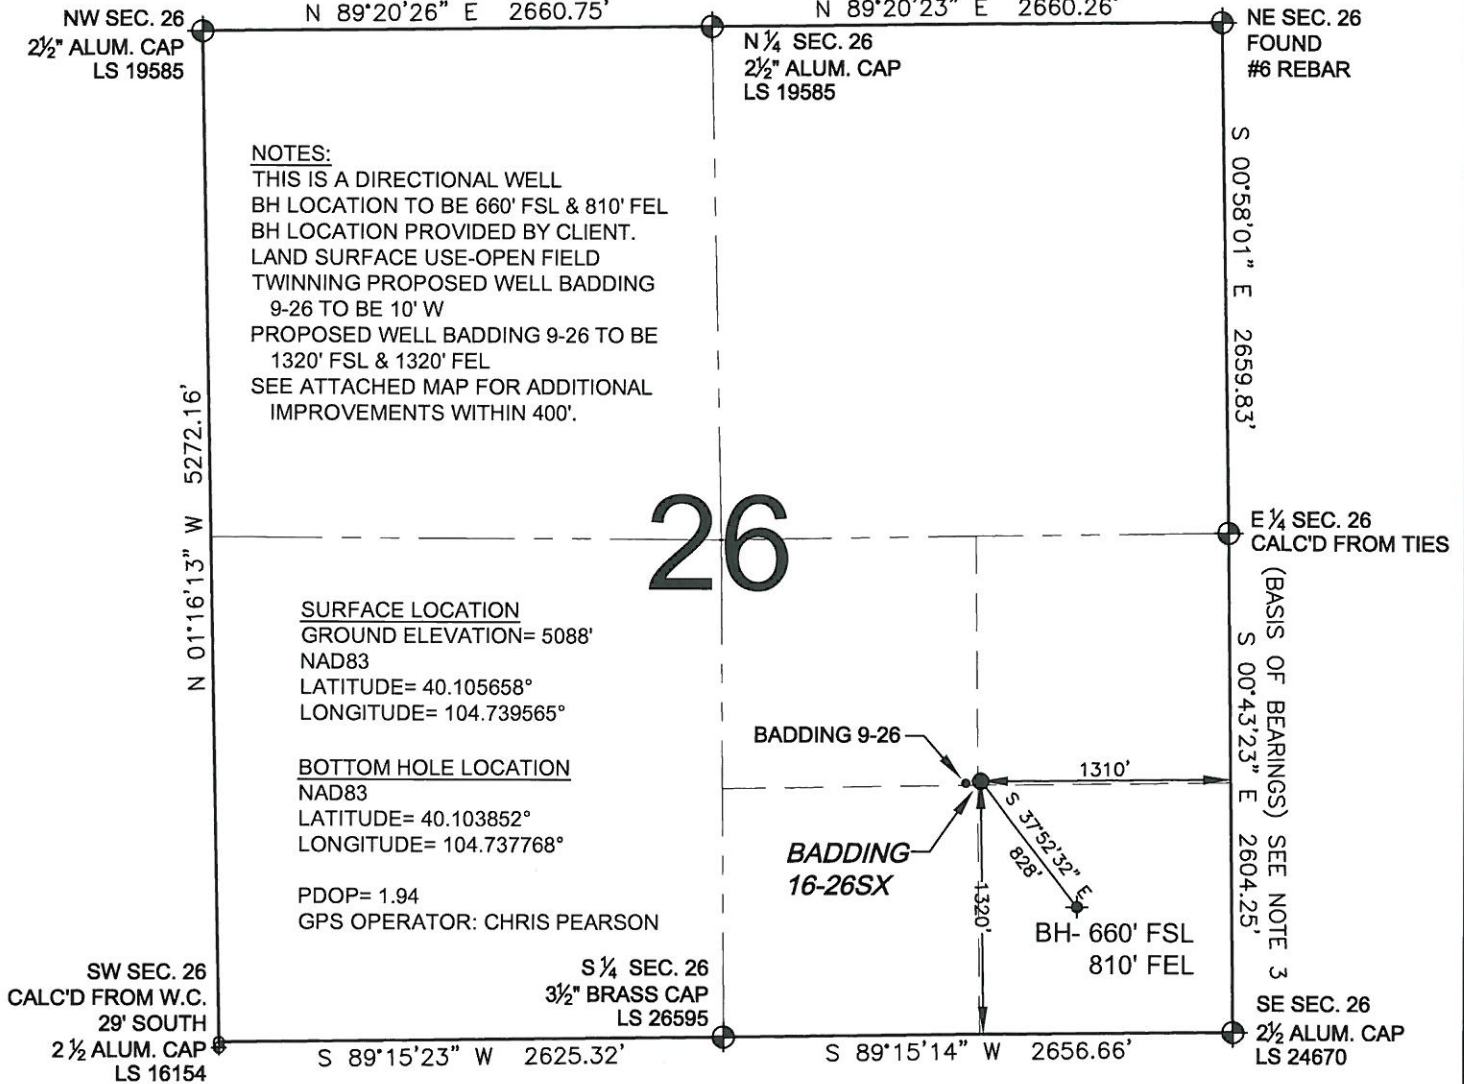 N 89°20'26" E 2660.75'
N 89°20'23" E 2660.26'
NW SEC. 26
2½" ALUM. CAP
LS 19585
N ¼ SEC. 26
2½" ALUM. CAP
LS 19585
NE SEC. 26
FOUND
#6 REBAR
NOTES:
THIS IS A DIRECTIONAL WELL
BH LOCATION TO BE 660' FSL & 810' FEL
BH LOCATION PROVIDED BY CLIENT.
LAND SURFACE USE-OPEN FIELD
TWINNING PROPOSED WELL BADDING
9-26 TO BE 10' W
PROPOSED WELL BADDING 9-26 TO BE
1320' FSL & 1320' FEL
SEE ATTACHED MAP FOR ADDITIONAL
IMPROVEMENTS WITHIN 400'.
S 00°58'01" E 2659.83'
N 01°16'13" W 5272.16'
26
E ¼ SEC. 26
CALC'D FROM TIES
(BASIS OF BEARINGS) SEE NOTE 3
S 00°43'23" E 2604.25'
SURFACE LOCATION
GROUND ELEVATION= 5088'
NAD83
LATITUDE= 40.105658°
LONGITUDE= 104.739565°
BOTTOM HOLE LOCATION
NAD83
LATITUDE= 40.103852°
LONGITUDE= 104.737768°
PDOP= 1.94
GPS OPERATOR: CHRIS PEARSON
BADDING 9-26
1310'
BADDING
16-26SX
S 37°52'32" E
828'
1320'
BH- 660' FSL
810' FEL
SW SEC. 26
CALC'D FROM W.C.
29' SOUTH
2 ½ ALUM. CAP
LS 16154
S ¼ SEC. 26
3½" BRASS CAP
LS 26595
SE SEC. 26
2½ ALUM. CAP
LS 24670
S 89°15'23" W 2625.32'
S 89°15'14" W 2656.66'